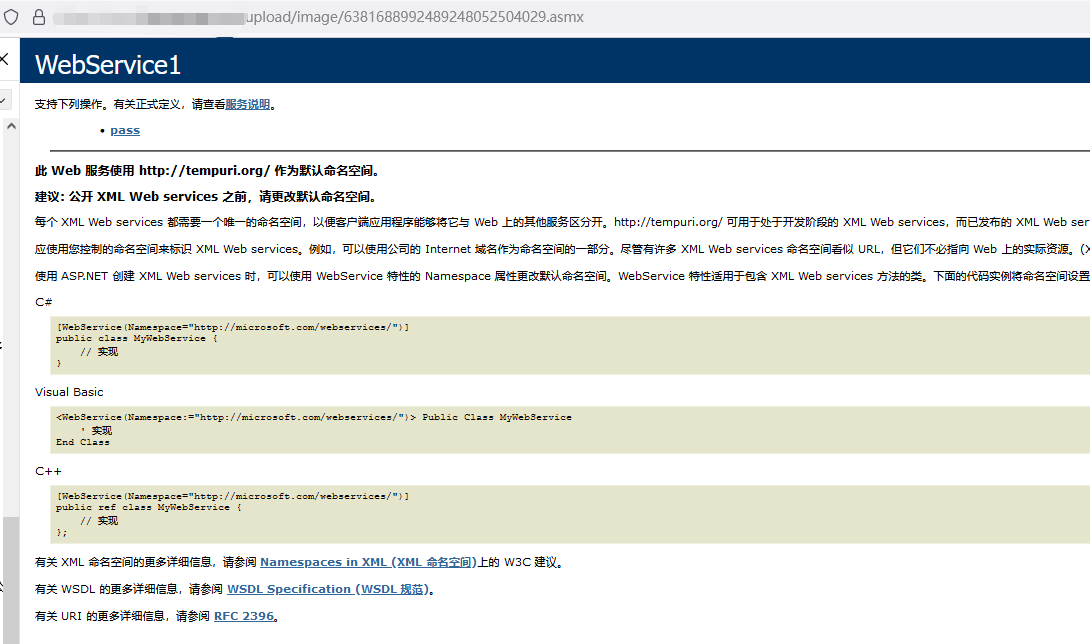 upload/image/6381688992489248052504029.asmx
WebService1
支持下列操作。有关正式定义，请查看服务说明。
• pass
此 Web 服务使用 http://tempuri.org/ 作为默认命名空间。
建议: 公开 XML Web services 之前，请更改默认命名空间。
每个 XML Web services 都需要一个唯一的命名空间，以便客户端应用程序能够将它与 Web 上的其他服务区分开。http://tempuri.org/ 可用于处于开发阶段的 XML Web services，而已发布的 XML Web ser
应使用您控制的命名空间来标识 XML Web services。例如，可以使用公司的 Internet 域名作为命名空间的一部分。尽管有许多 XML Web services 命名空间看似 URL，但它们不必指向 Web 上的实际资源。(X
使用 ASP.NET 创建 XML Web services 时，可以使用 WebService 特性的 Namespace 属性更改默认命名空间。WebService 特性适用于包含 XML Web services 方法的类。下面的代码实例将命名空间设置
C#
[WebService(Namespace="http://microsoft.com/webservices/")]
public class MyWebService {
// 实现
}
Visual Basic
<WebService(Namespace:="http://microsoft.com/webservices/")> Public Class MyWebService
' 实现
End Class
C++
[WebService(Namespace="http://microsoft.com/webservices/")]
public ref class MyWebService {
// 实现
};
有关 XML 命名空间的更多详细信息，请参阅 Namespaces in XML (XML 命名空间)上的 W3C 建议。
有关 WSDL 的更多详细信息，请参阅 WSDL Specification (WSDL 规范)。
有关 URI 的更多详细信息，请参阅 RFC 2396。